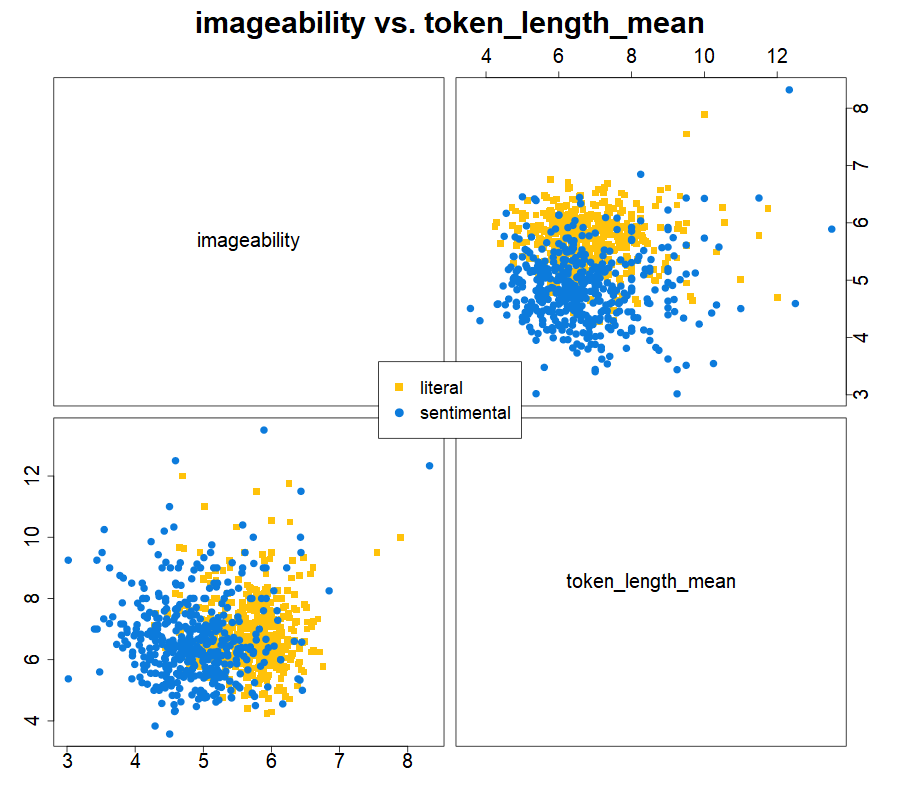 imageability vs. token_length_mean
4 6 8 10 12
imageability
8
7
6
5
4
3
literal
sentimental
12
10
8
6
4
token_length_mean
3 4 5 6 7 8